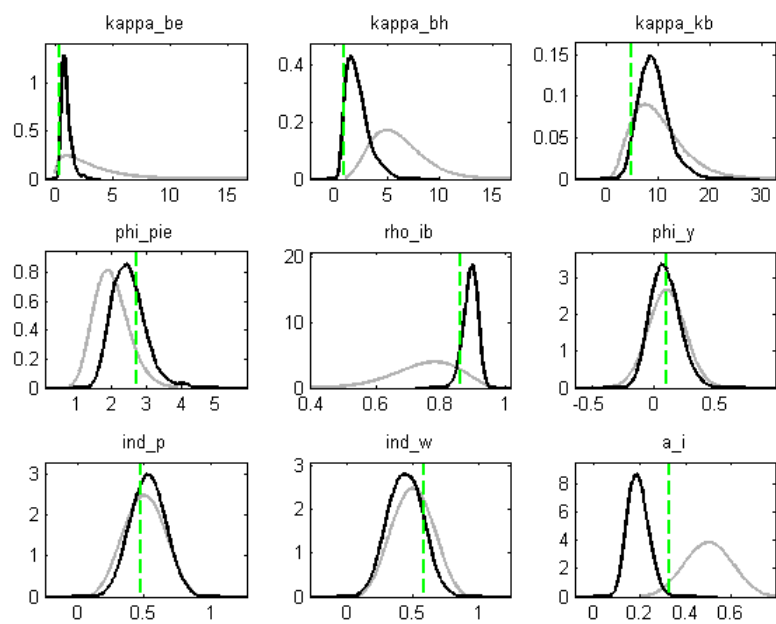 kappa_be kappa_bh kappa_kb
1 0.5 0
0 5 10 15
0.4 0.2 0
0 5 10 15
0.15 0.1 0.05 0
0 10 20 30
phi_pie rho_ib phi_y
0.8 0.6 0.4 0.2 0
1 2 3 4 5
20 10 0
0.4 0.6 0.8 1
3 2 1 0
-0.5 0 0.5
ind_p ind_w a_i
3 2 1 0
0 0.5 1
3 2 1 0
0 0.5 1
8 6 4 2 0
0 0.2 0.4 0.6